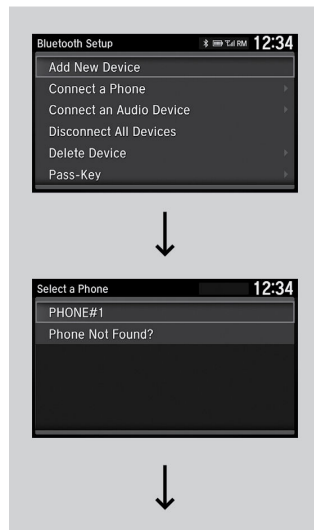 Bluetooth Setup 12:34
Add New Device
Connect a Phone
Connect an Audio Device
Disconnect All Devices
Delete Device
Pass-Key
Select a Phone 12:34
PHONE#1
Phone Not Found?